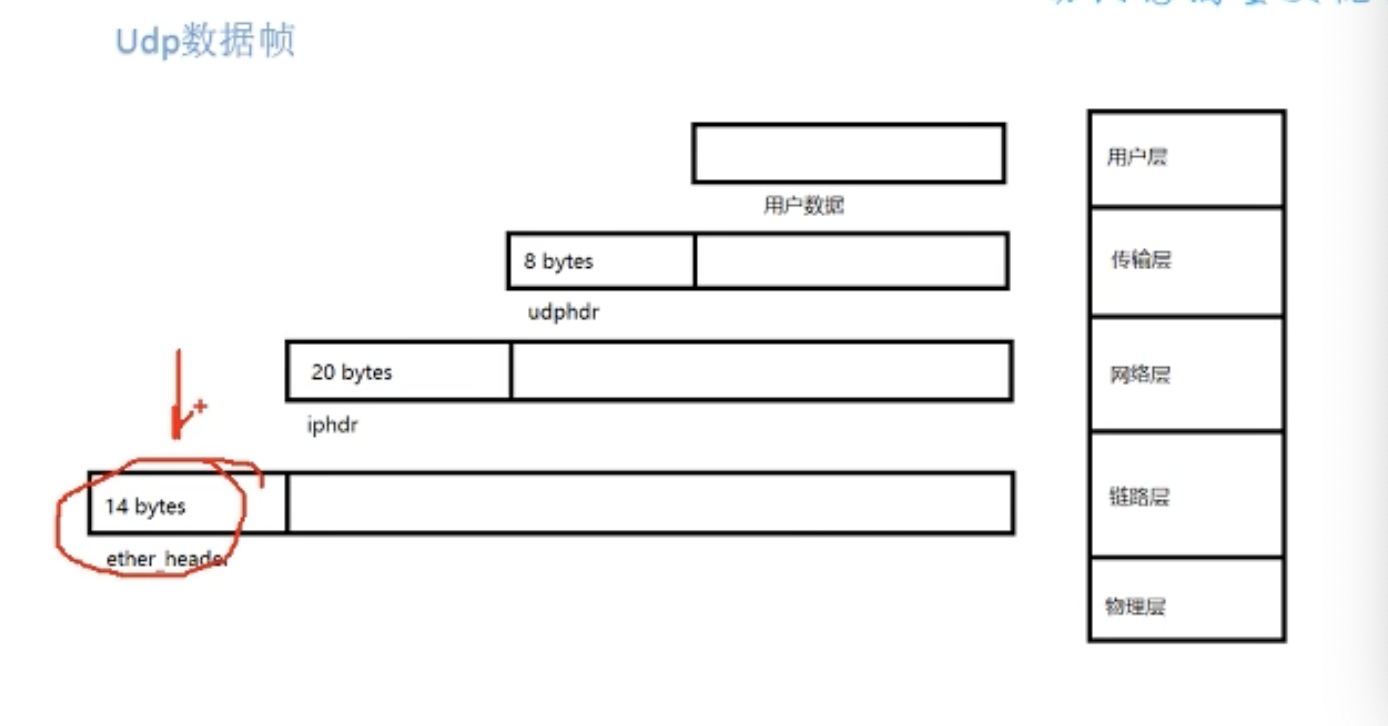 Udp数据帧
用户层
用户数据
8 bytes
传输层
udphdr
20 bytes
网络层
iphdr
14 bytes
链路层
ether_header
物理层